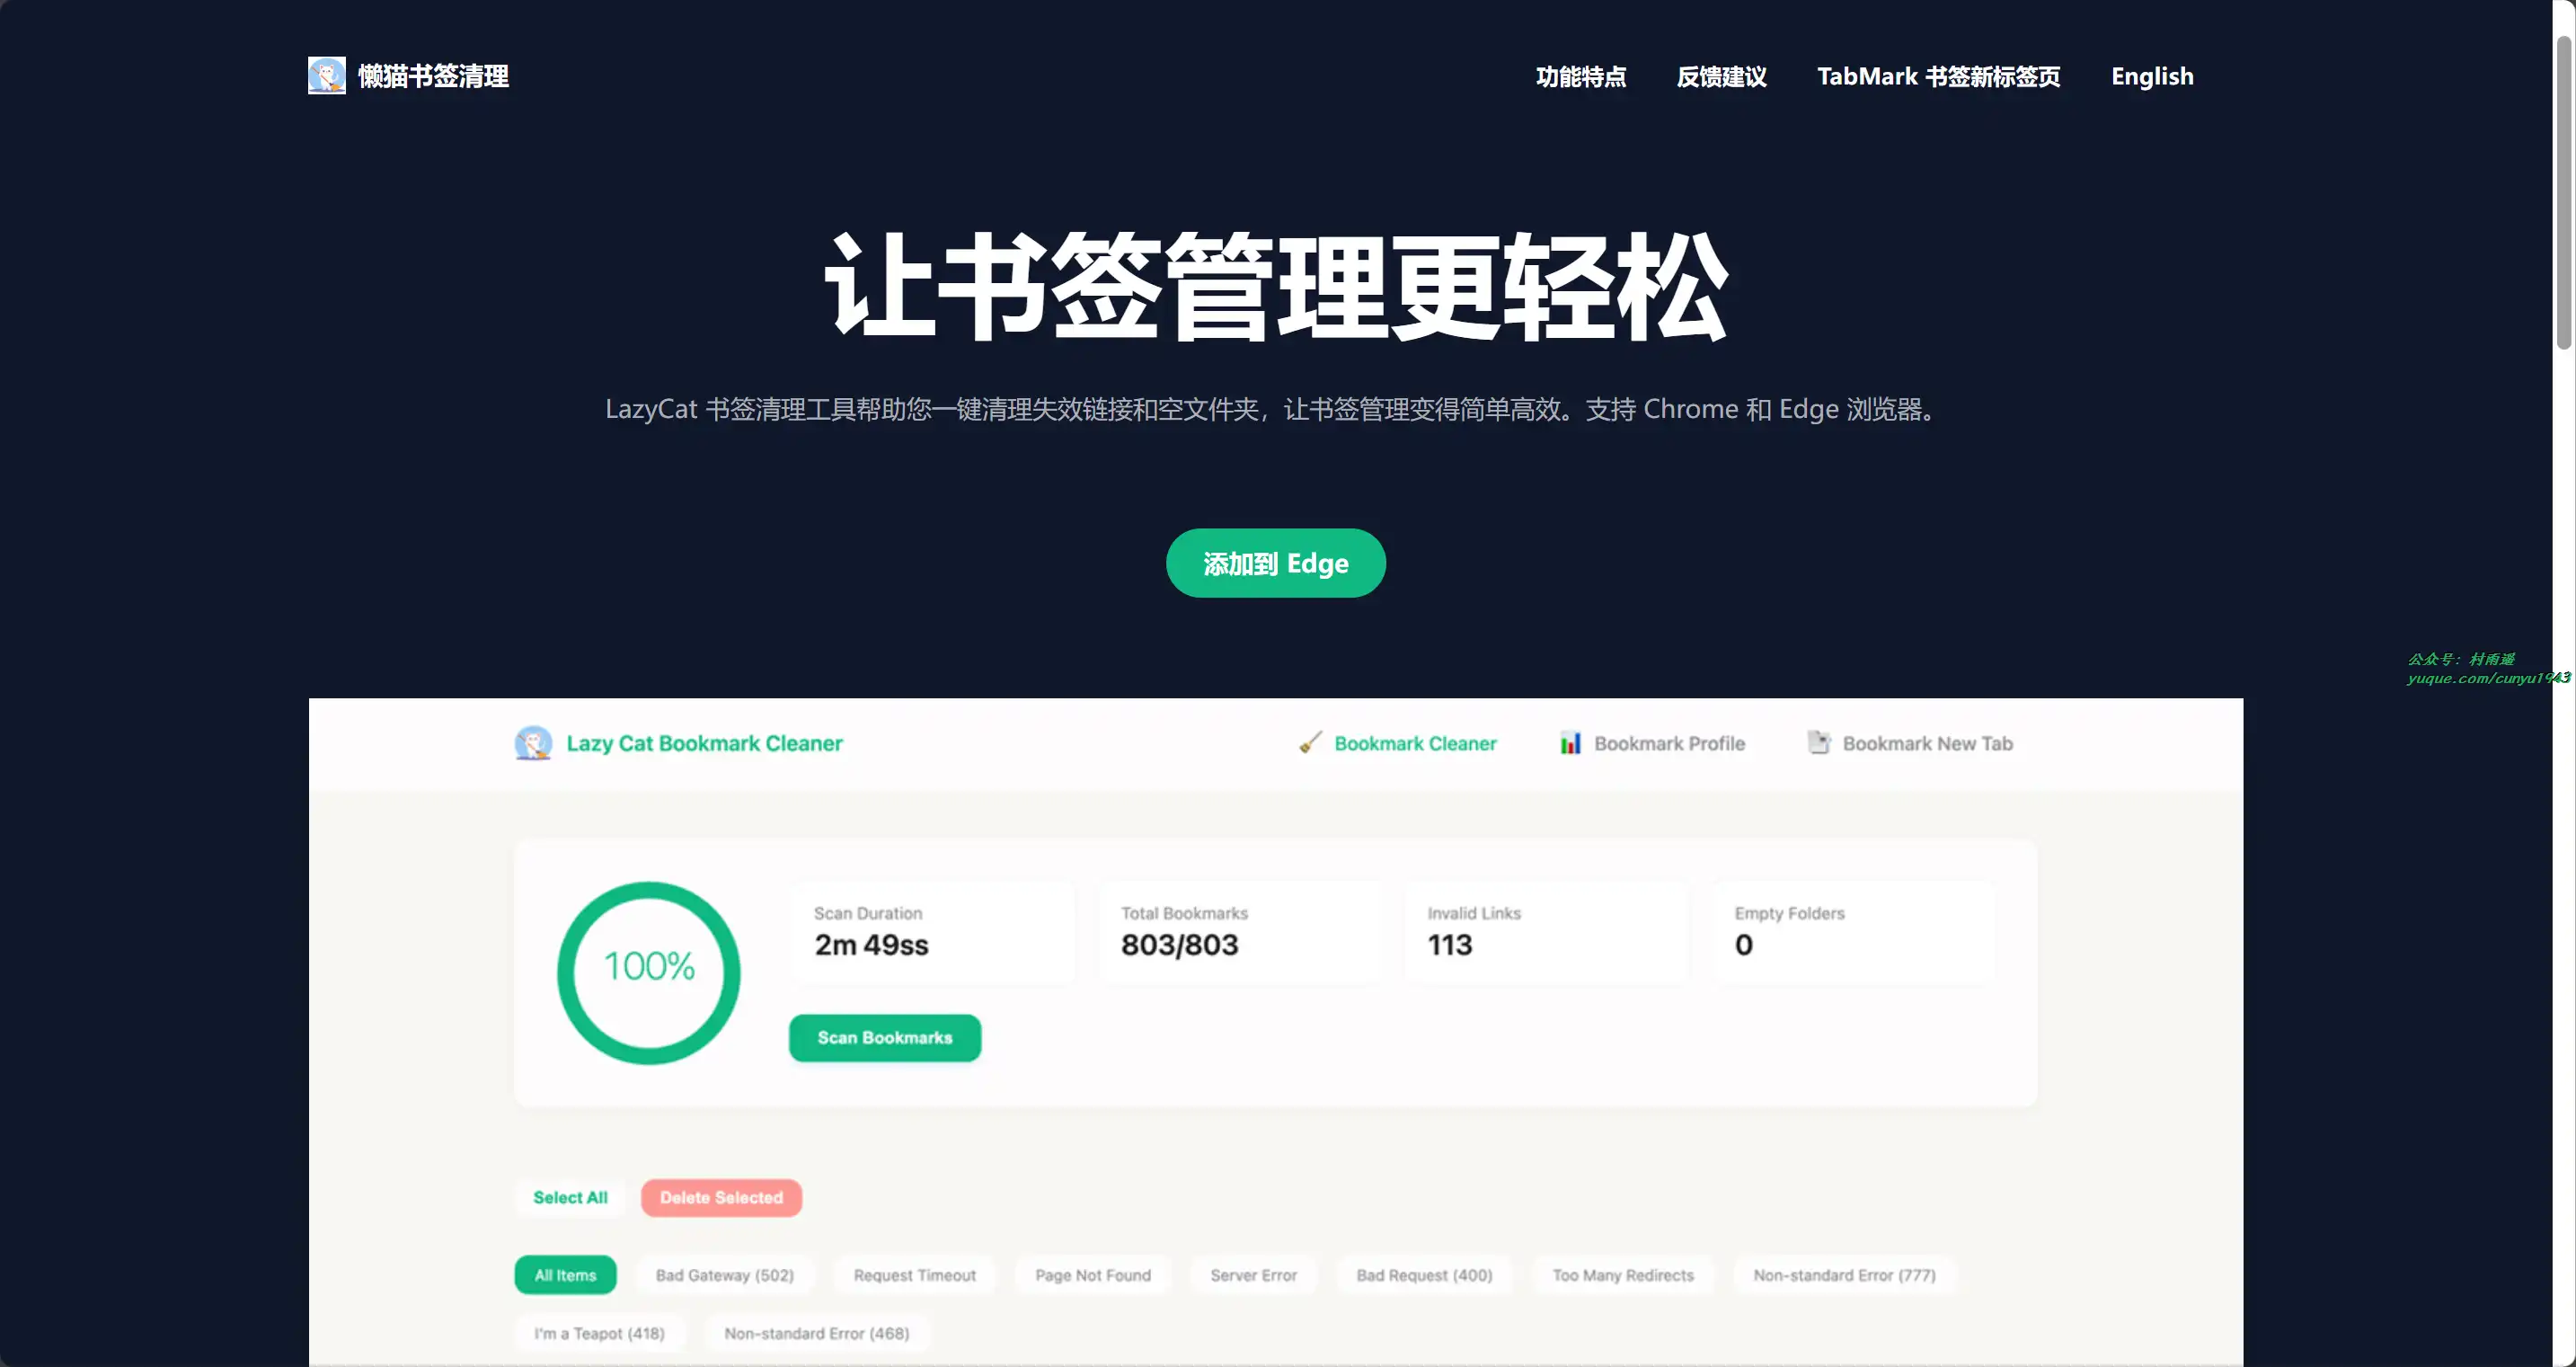 懒猫书签清理
功能特点 反馈建议 TabMark 书签新标签页 English
让书签管理更轻松
LazyCat 书签清理工具帮助您一键清理失效链接和空文件夹，让书签管理变得简单高效。支持 Chrome 和 Edge 浏览器。
添加到 Edge
公众号：村雨遥
yuque.com/cunyu1943
Lazy Cat Bookmark Cleaner
Bookmark Cleaner Bookmark Profile Bookmark New Tab
100%
Scan Duration
2m 49ss
Total Bookmarks
803/803
Invalid Links
113
Empty Folders
0
Scan Bookmarks
Select All Delete Selected
All Items Bad Gateway (502) Request Timeout Page Not Found Server Error Bad Request (400) Too Many Redirects Non-standard Error (777)
I'm a Teapot (418) Non-standard Error (468)